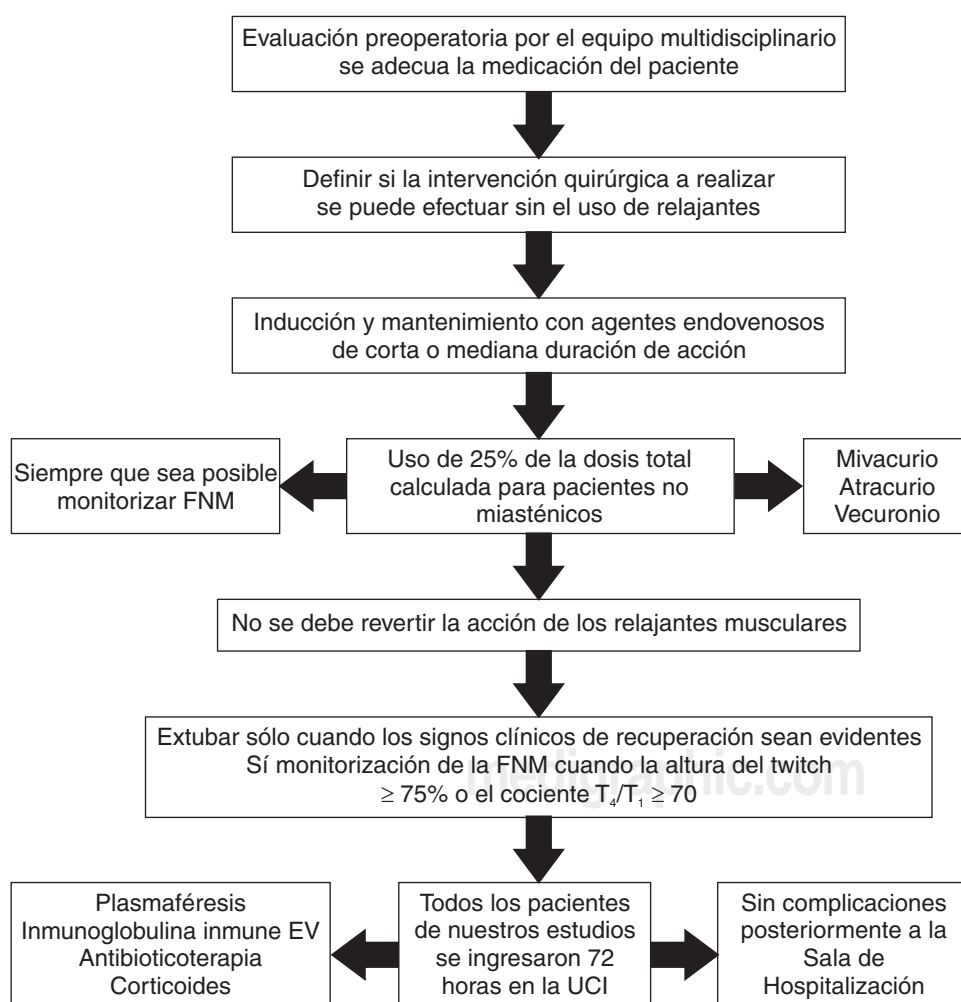 Evaluación preoperatoria por el equipo multidisciplinario
se adecua la medicación del paciente
Definir si la intervención quirúrgica a realizar
se puede efectuar sin el uso de relajantes
Inducción y mantenimiento con agentes endovenosos
de corta o mediana duración de acción
Siempre que sea posible
monitorizar FNM
Uso de 25% de la dosis total
calculada para pacientes no
miasténicos
Mivacurio
Atracurio
Vecuronio
No se debe revertir la acción de los relajantes musculares
Extubar sólo cuando los signos clínicos de recuperación sean evidentes
Sí monitorización de la FNM cuando la altura del twitch
≥ 75% o el cociente T₄/T₁ ≥ 70
medigraphic.com
Plasmaféresis
Inmunoglobulina inmune EV
Antibioticoterapia
Corticoides
Todos los pacientes
de nuestros estudios
se ingresaron 72
horas en la UCI
Sin complicaciones
posteriormente a la
Sala de
Hospitalización